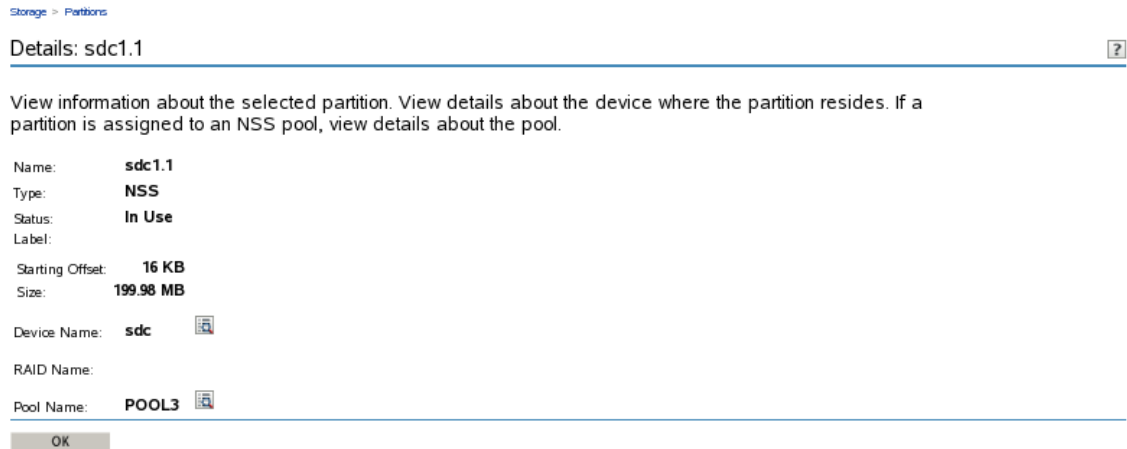 Storage > Partitions
Details: sdc1.1
?
View information about the selected partition. View details about the device where the partition resides. If a
partition is assigned to an NSS pool, view details about the pool.
Name: sdc1.1
Type: NSS
Status: In Use
Label:
Starting Offset: 16 KB
Size: 199.98 MB
Device Name: sdc
RAID Name:
Pool Name: POOL3
OK